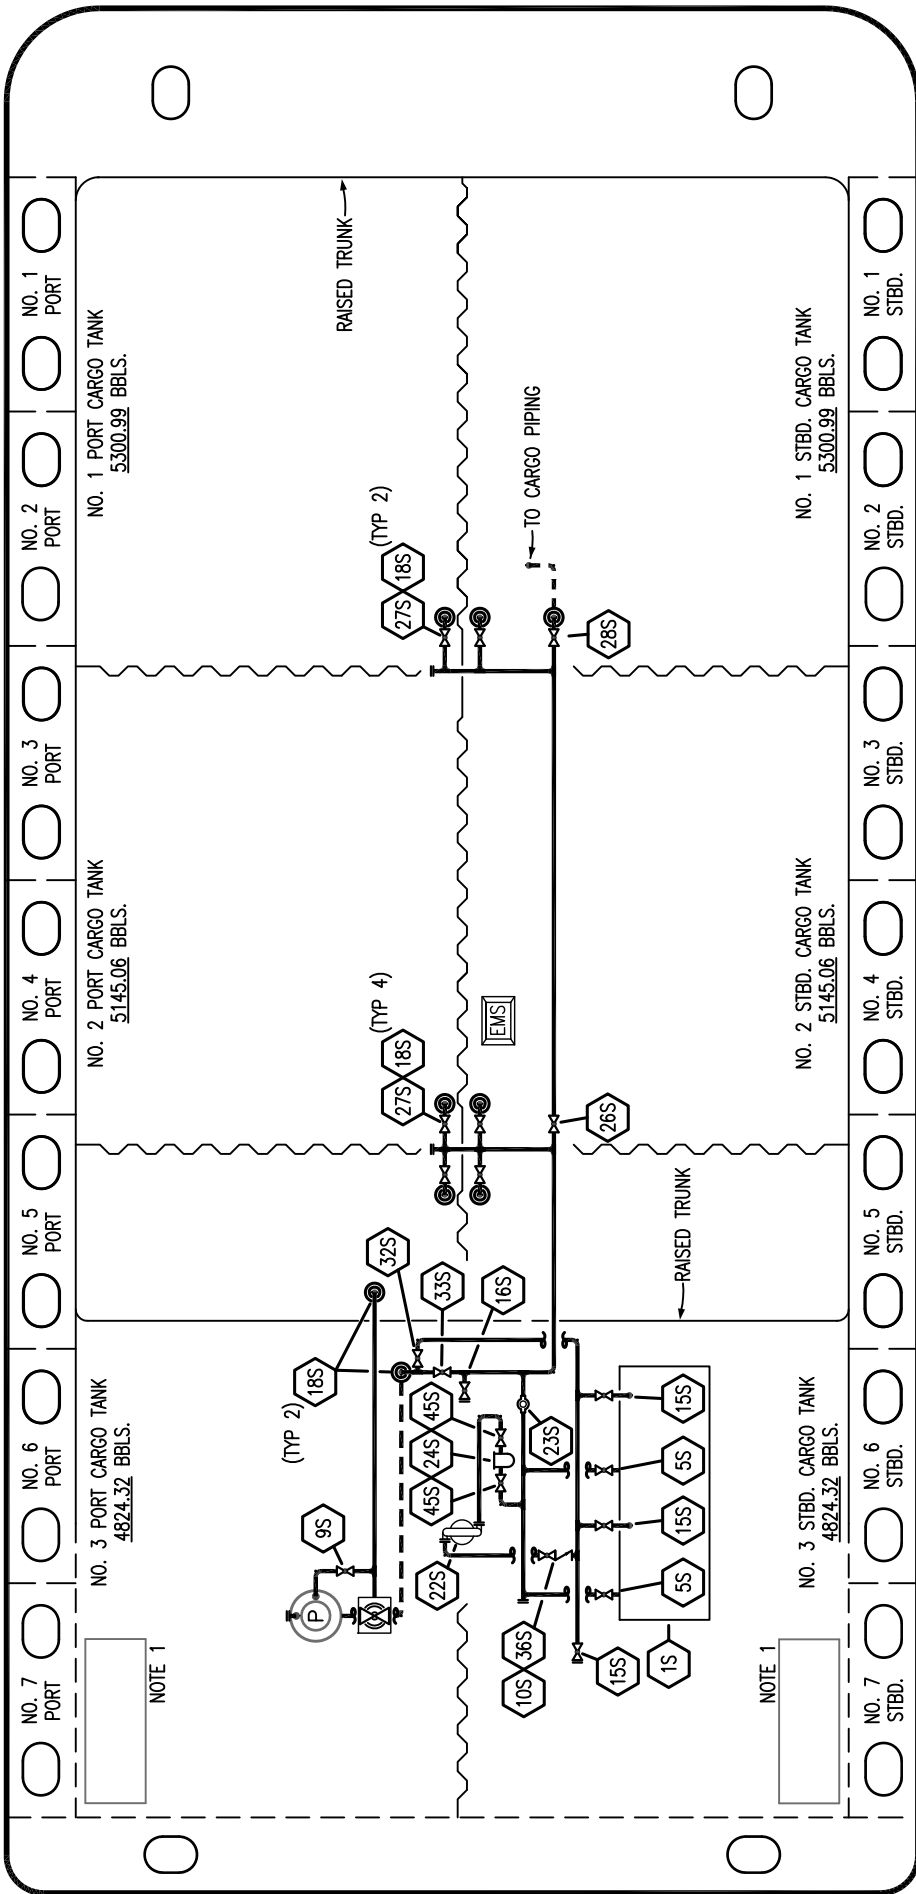 NO. 7
PORT
NO. 6
PORT
NO. 5
PORT
NO. 4
PORT
NO. 3
PORT
NO. 2
PORT
NO. 1
PORT
NOTE 1
NO. 3 PORT CARGO TANK
4824.32 BBLS.
NO. 2 PORT CARGO TANK
5145.06 BBLS.
NO. 1 PORT CARGO TANK
5300.99 BBLS.
RAISED TRUNK
9S
P
(TYP 2)
18S
32S
33S
16S
27S
18S
(TYP 4)
27S
18S
(TYP 2)
22S
45S
24S
45S
23S
EMS
TO CARGO PIPING
10S
36S
15S
1S
5S
15S
5S
15S
26S
28S
RAISED TRUNK
NOTE 1
NO. 3 STBD. CARGO TANK
4824.32 BBLS.
NO. 2 STBD. CARGO TANK
5145.06 BBLS.
NO. 1 STBD. CARGO TANK
5300.99 BBLS.
NO. 7
STBD.
NO. 6
STBD.
NO. 5
STBD.
NO. 4
STBD.
NO. 3
STBD.
NO. 2
STBD.
NO. 1
STBD.